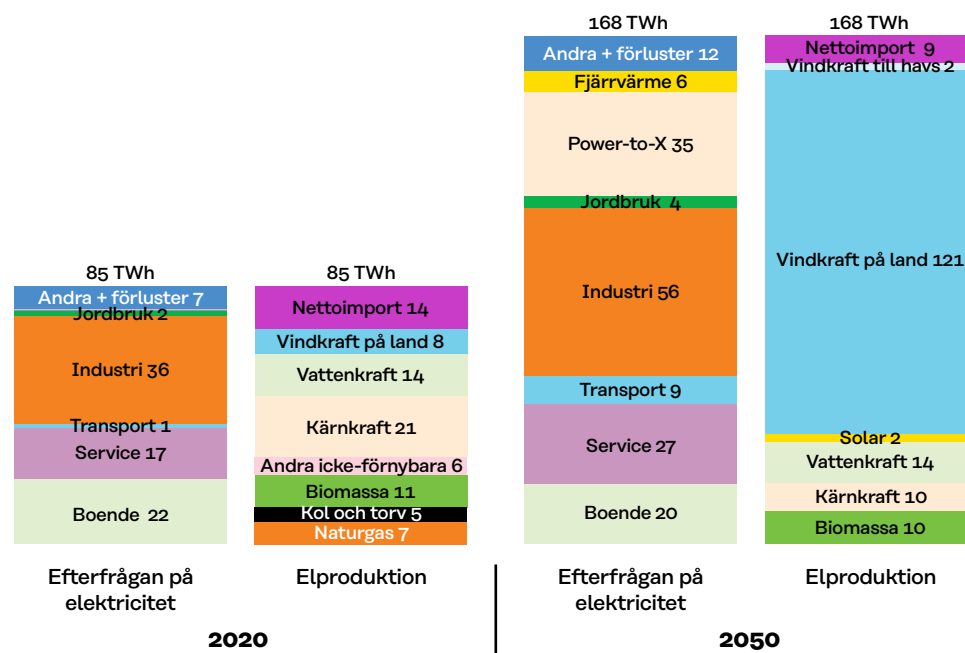 85 TWh
Andra + förluster 7
Jordbruk 2
Industri 36
Transport 1
Service 17
Boende 22
Efterfrågan på
elektricitet
85 TWh
Nettoimport 14
Vindkraft på land 8
Vattenkraft 14
Kärnkraft 21
Andra icke-förnybara 6
Biomassa 11
Kol och torv 5
Naturgas 7
Elproduktion
2020
168 TWh
Andra + förluster 12
Fjärrvärme 6
Power-to-X 35
Jordbruk 4
Industri 56
Transport 9
Service 27
Boende 20
Efterfrågan på
elektricitet
168 TWh
Nettoimport 9
Vindkraft till havs 2
Vindkraft på land 121
Solar 2
Vattenkraft 14
Kärnkraft 10
Biomassa 10
Elproduktion
2050